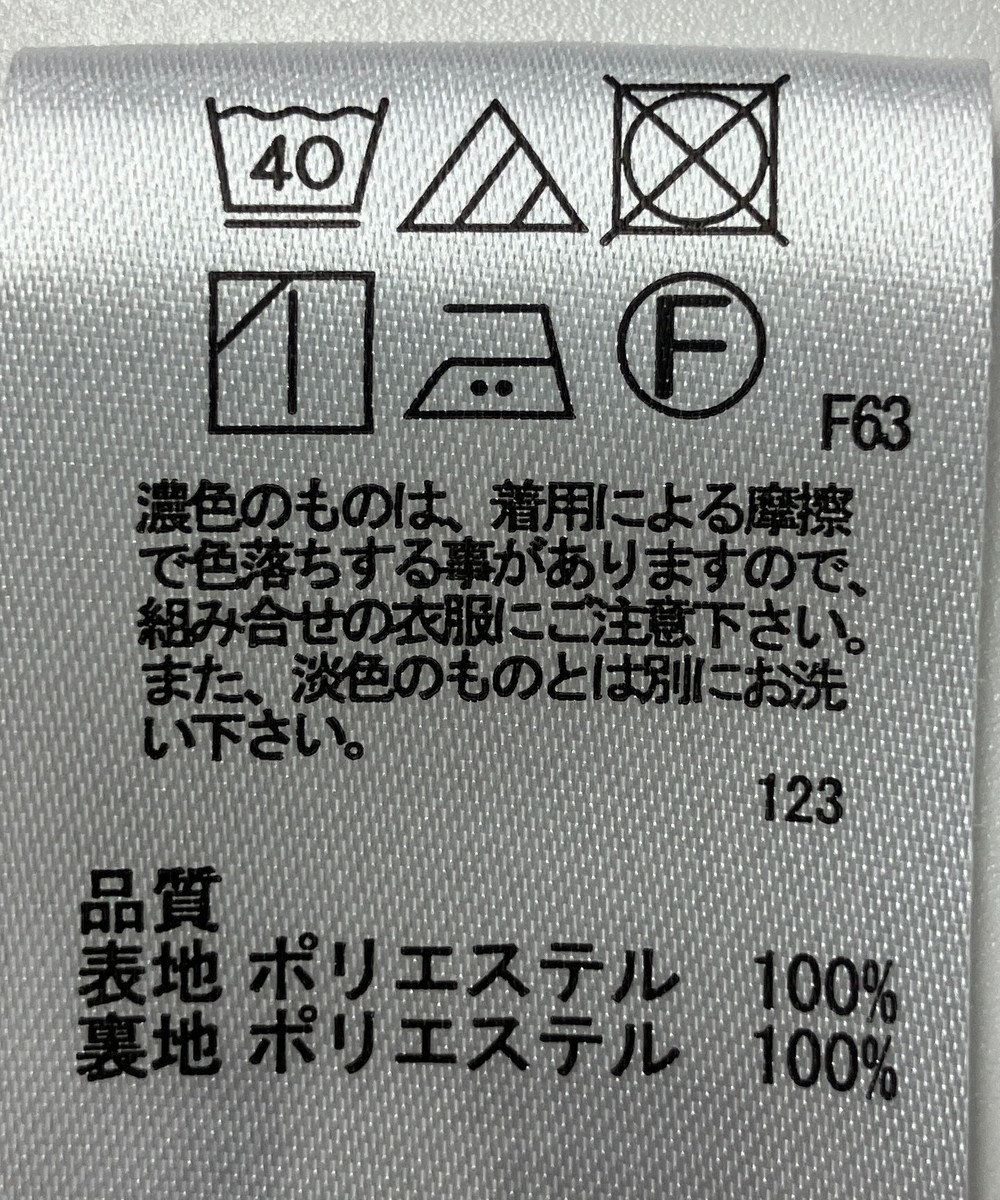 40
F
F63
濃色のものは、着用による摩擦
で色落ちする事がありますので、
組み合せの衣服にご注意下さい。
また、淡色のものとは別にお洗
い下さい。
123
品質
表地 ポリエステル 100%
裏地 ポリエステル 100%